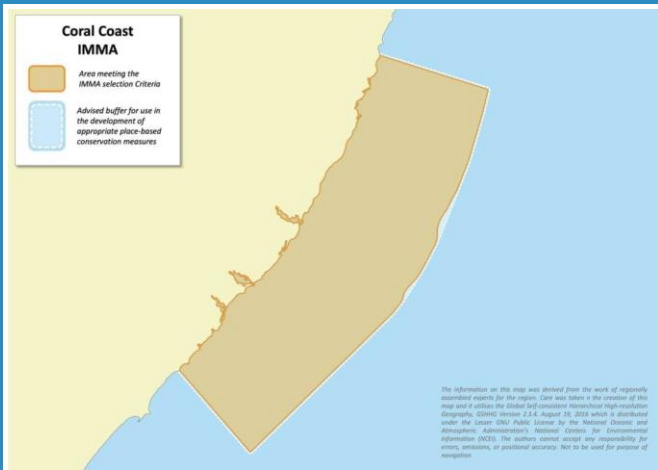 Coral Coast
IMMA
Area meeting the
IMMA selection Criteria
Advised buffer for use in
the development of
appropriate place-based
conservation measures
The information on this map was derived from the work of regionally
assembled experts for the region. Care was taken in the creation of this
map and it utilises the Global Self-consistent Hierarchical High-resolution
Geography, GSHHG Version 2.3.4. August 19, 2016 which is distributed
under the Lesser GNU Public License by the National Oceanic and
Atmospheric Administration's National Centers for Environmental
Information (NCEI). The authors cannot accept any responsibility for
errors, omissions, or positional accuracy. Not to be used for purpose of
navigation